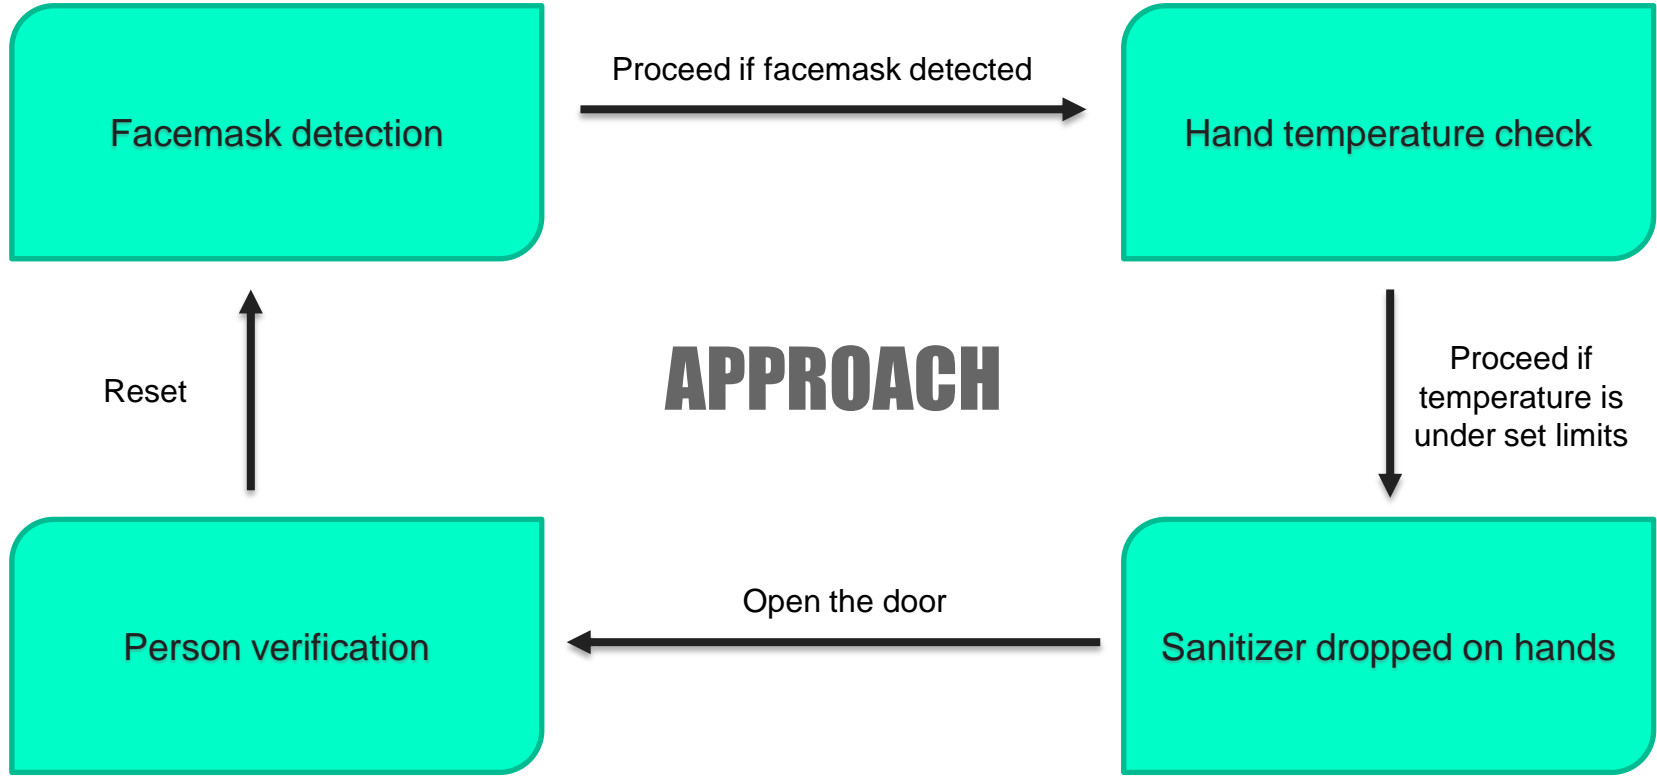 Proceed if facemask detected
Facemask detection
Hand temperature check
APPROACH
Reset
Proceed if
temperature is
under set limits
Open the door
Person verification
Sanitizer dropped on hands